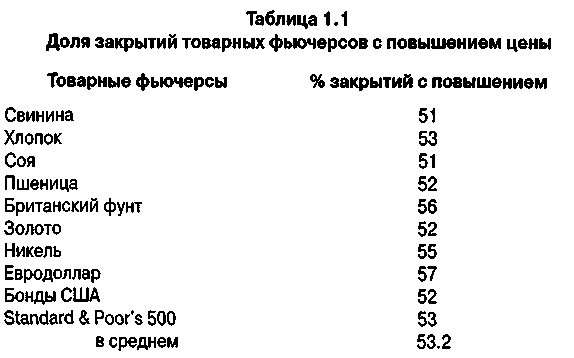 Таблица 1.1
Доля закрытий товарных фьючерсов с повышением цены
Товарные фьючерсы % закрытий с повышением
Свинина 51
Хлопок 53
Соя 51
Пшеница 52
Британский фунт 56
Золото 52
Никель 55
Евродоллар 57
Бонды США 52
Standard & Poor's 500 53
в среднем 53.2